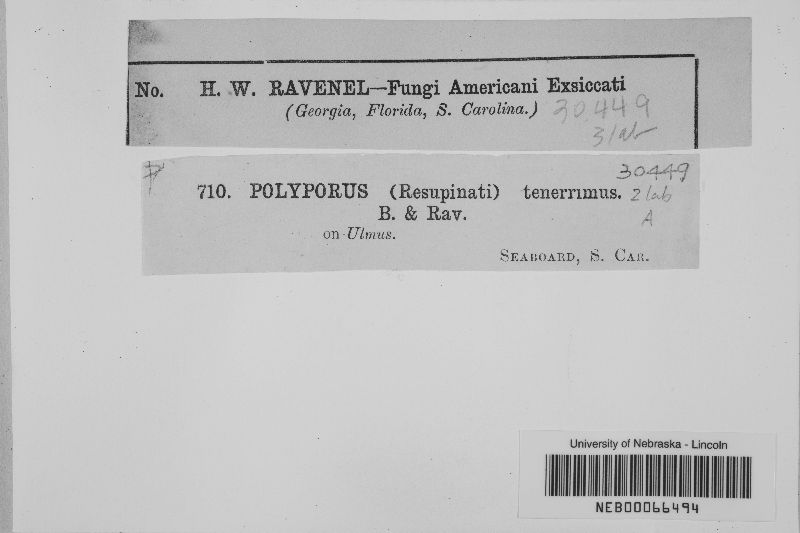 No. H. W. RAVENEL—Fungi Americani Exsiccati
(Georgia, Florida, S. Carolina.) 30449
3 lab
30449
710. POLYPORUS (Resupinati) tenerrimus. 2 lab
B. & Rav. A
on Ulmus.
SEABOARD, S. CAR.
University of Nebraska - Lincoln
NEB00066494